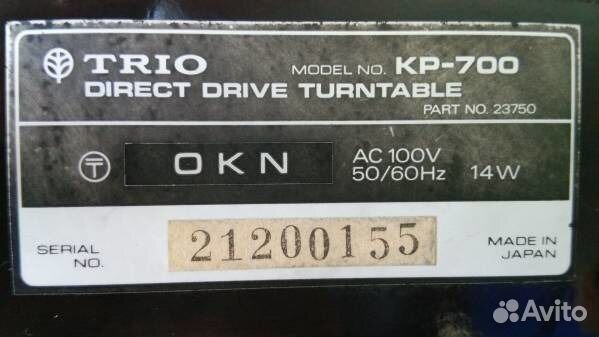 TRIO MODEL NO. KP-700
DIRECT DRIVE TURNTABLE
PART NO. 23750
〒 OKN AC 100V
50/60Hz 14W
SERIAL NO. 21200155 MADE IN JAPAN
Avito